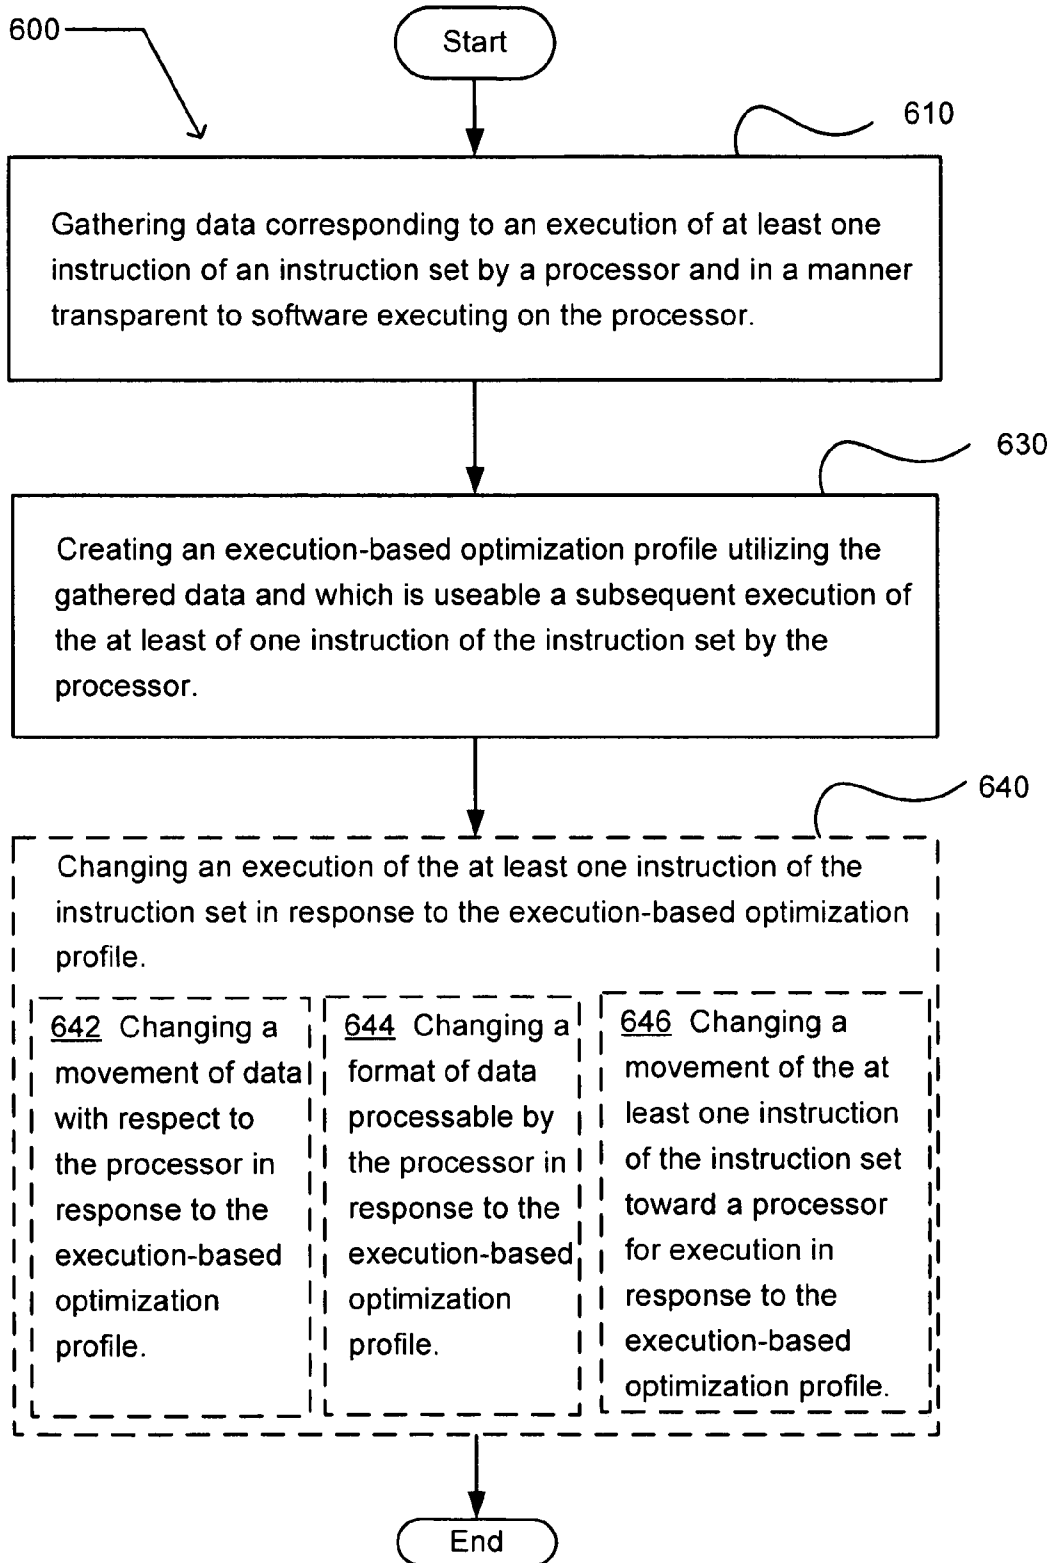 600
Start
610
Gathering data corresponding to an execution of at least one
instruction of an instruction set by a processor and in a manner
transparent to software executing on the processor.
630
Creating an execution-based optimization profile utilizing the
gathered data and which is useable a subsequent execution of
the at least of one instruction of the instruction set by the
processor.
640
Changing an execution of the at least one instruction of the
instruction set in response to the execution-based optimization
profile.
642 Changing a
movement of data
with respect to
the processor in
response to the
execution-based
optimization
profile.
644 Changing a
format of data
processable by
the processor in
response to the
execution-based
optimization
profile.
646 Changing a
movement of the at
least one instruction
of the instruction set
toward a processor
for execution in
response to the
execution-based
optimization profile.
End